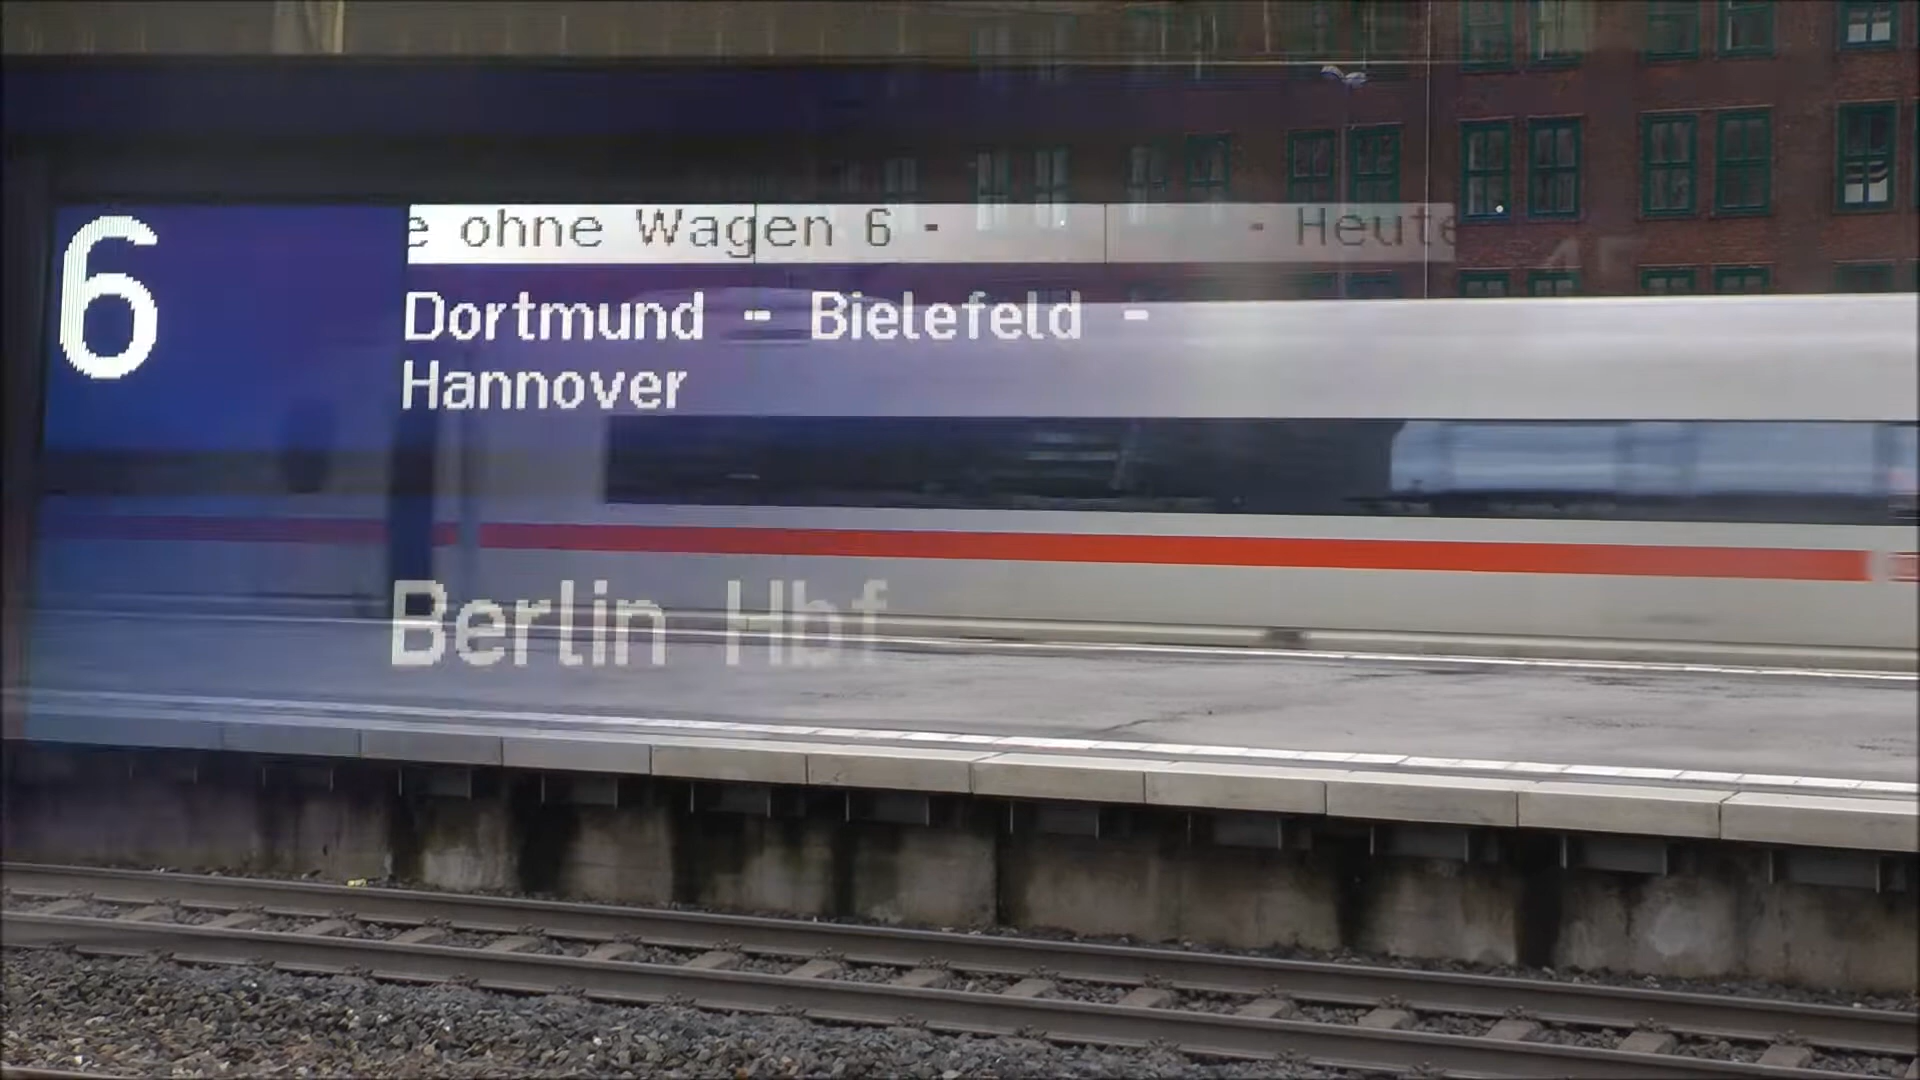 6
e ohne Wagen 6 - - Heute
Dortmund - Bielefeld -
Hannover
Berlin Hbf